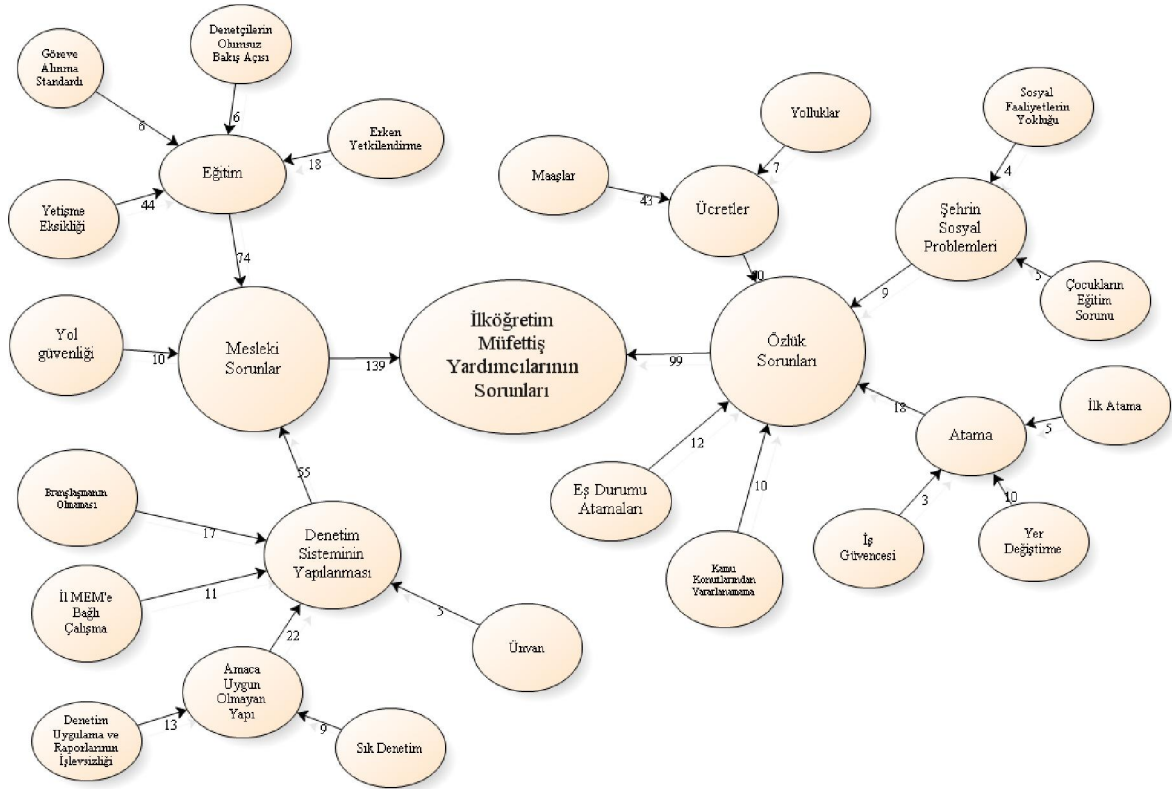 Göreve
Alınma
Standardı
Denetçilerin
Olumsuz
Bakış Açısı
Erken
Yetkilendirme
Yetişme
Eksikliği
Eğitim
6
6
18
44
74
Yol
güvenliği
10
Mesleki
Sorunlar
139
İlköğretim
Müfettiş
Yardımcılarının
Sorunları
99
Özlük
Sorunları
Maaşlar
43
Yolluklar
7
Ücretler
Sosyal
Faaliyetlerin
Yokluğu
4
Şehrin
Sosyal
Problemleri
9
5
Çocukların
Eğitim
Sorunu
İlk Atama
5
Atama
18
3
10
İş
Güvencesi
Yer
Değiştirme
12
Eş Durumu
Atamaları
10
Kamu
Konutlarından
Yararlanamama
55
Branşlaşmanın
Olmaması
17
Denetim
Sisteminin
Yapılanması
İl MEM'e
Bağlı
Çalışma
11
22
5
Ünvan
Amaca
Uygun
Olmayan
Yapı
Denetim
Uygulama ve
Raporlarının
İşlevsizliği
13
9
Sık Denetim